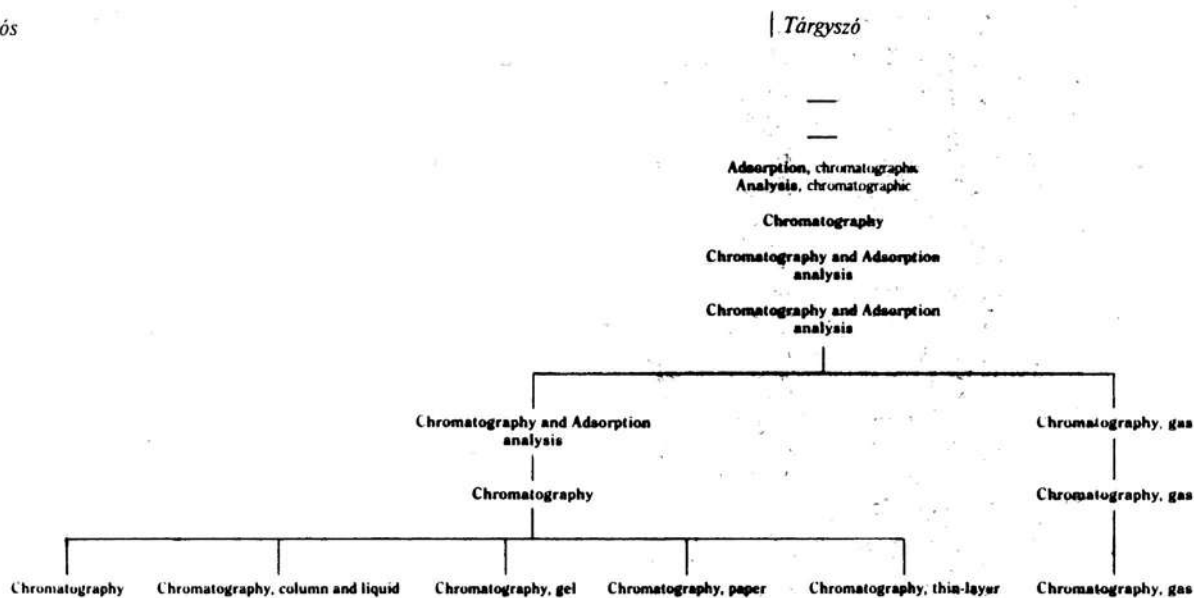 ós
Tárgyszó
—
—
Adsorption, chromatographic
Analysis, chromatographic
Chromatography
Chromatography and Adsorption
analysis
Chromatography and Adsorption
analysis
Chromatography and Adsorption
analysis
Chromatography, gas
Chromatography
Chromatography, gas
Chromatography
Chromatography, column and liquid
Chromatography, gel
Chromatography, paper
Chromatography, thin-layer
Chromatography, gas